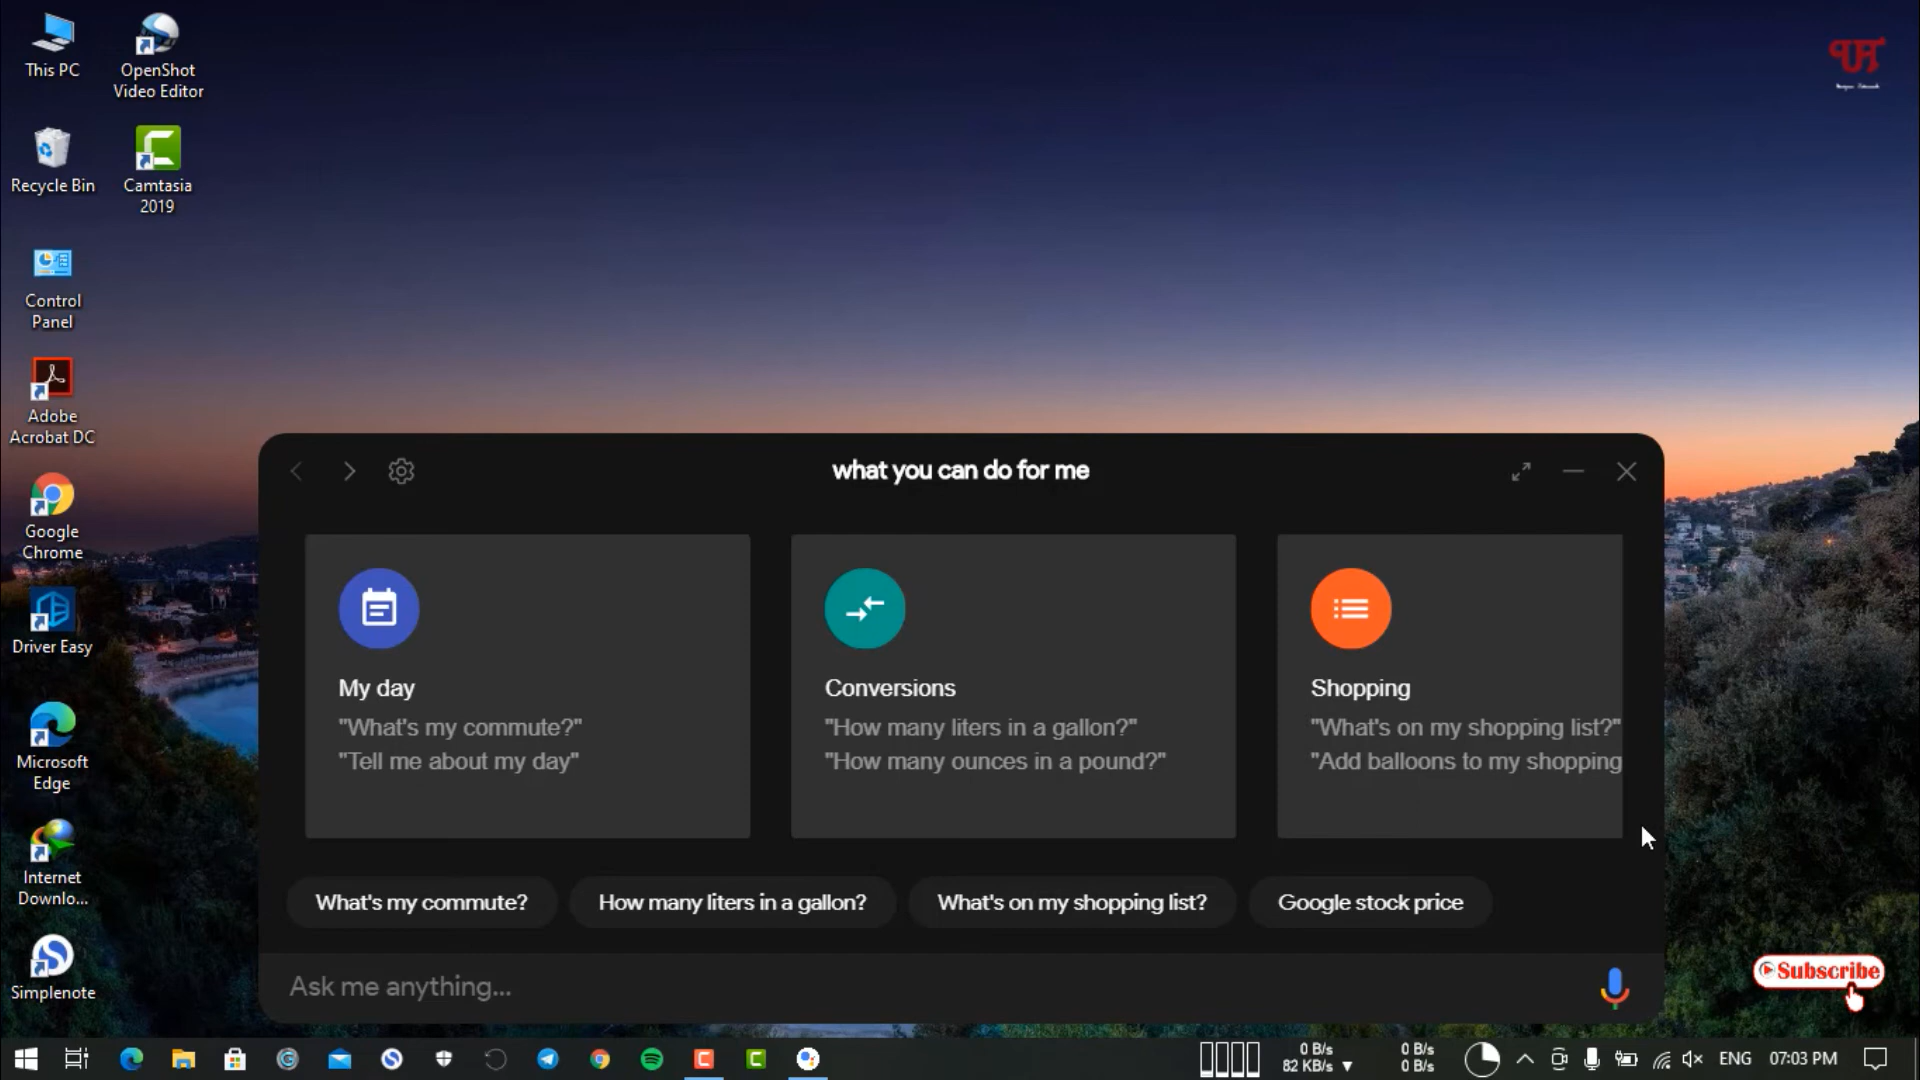 This PC
OpenShot
Video Editor
Recycle Bin
Camtasia
2019
Control
Panel
Adobe
Acrobat DC
Google
Chrome
Driver Easy
Microsoft
Edge
Internet
Downlo...
Simplenote
what you can do for me
My day
"What's my commute?"
"Tell me about my day"
Conversions
"How many liters in a gallon?"
"How many ounces in a pound?"
Shopping
"What's on my shopping list?"
"Add balloons to my shopping
What's my commute?
How many liters in a gallon?
What's on my shopping list?
Google stock price
Ask me anything...
Subscribe
0 B/s
82 KB/s
0 B/s
0 B/s
ENG
07:03 PM